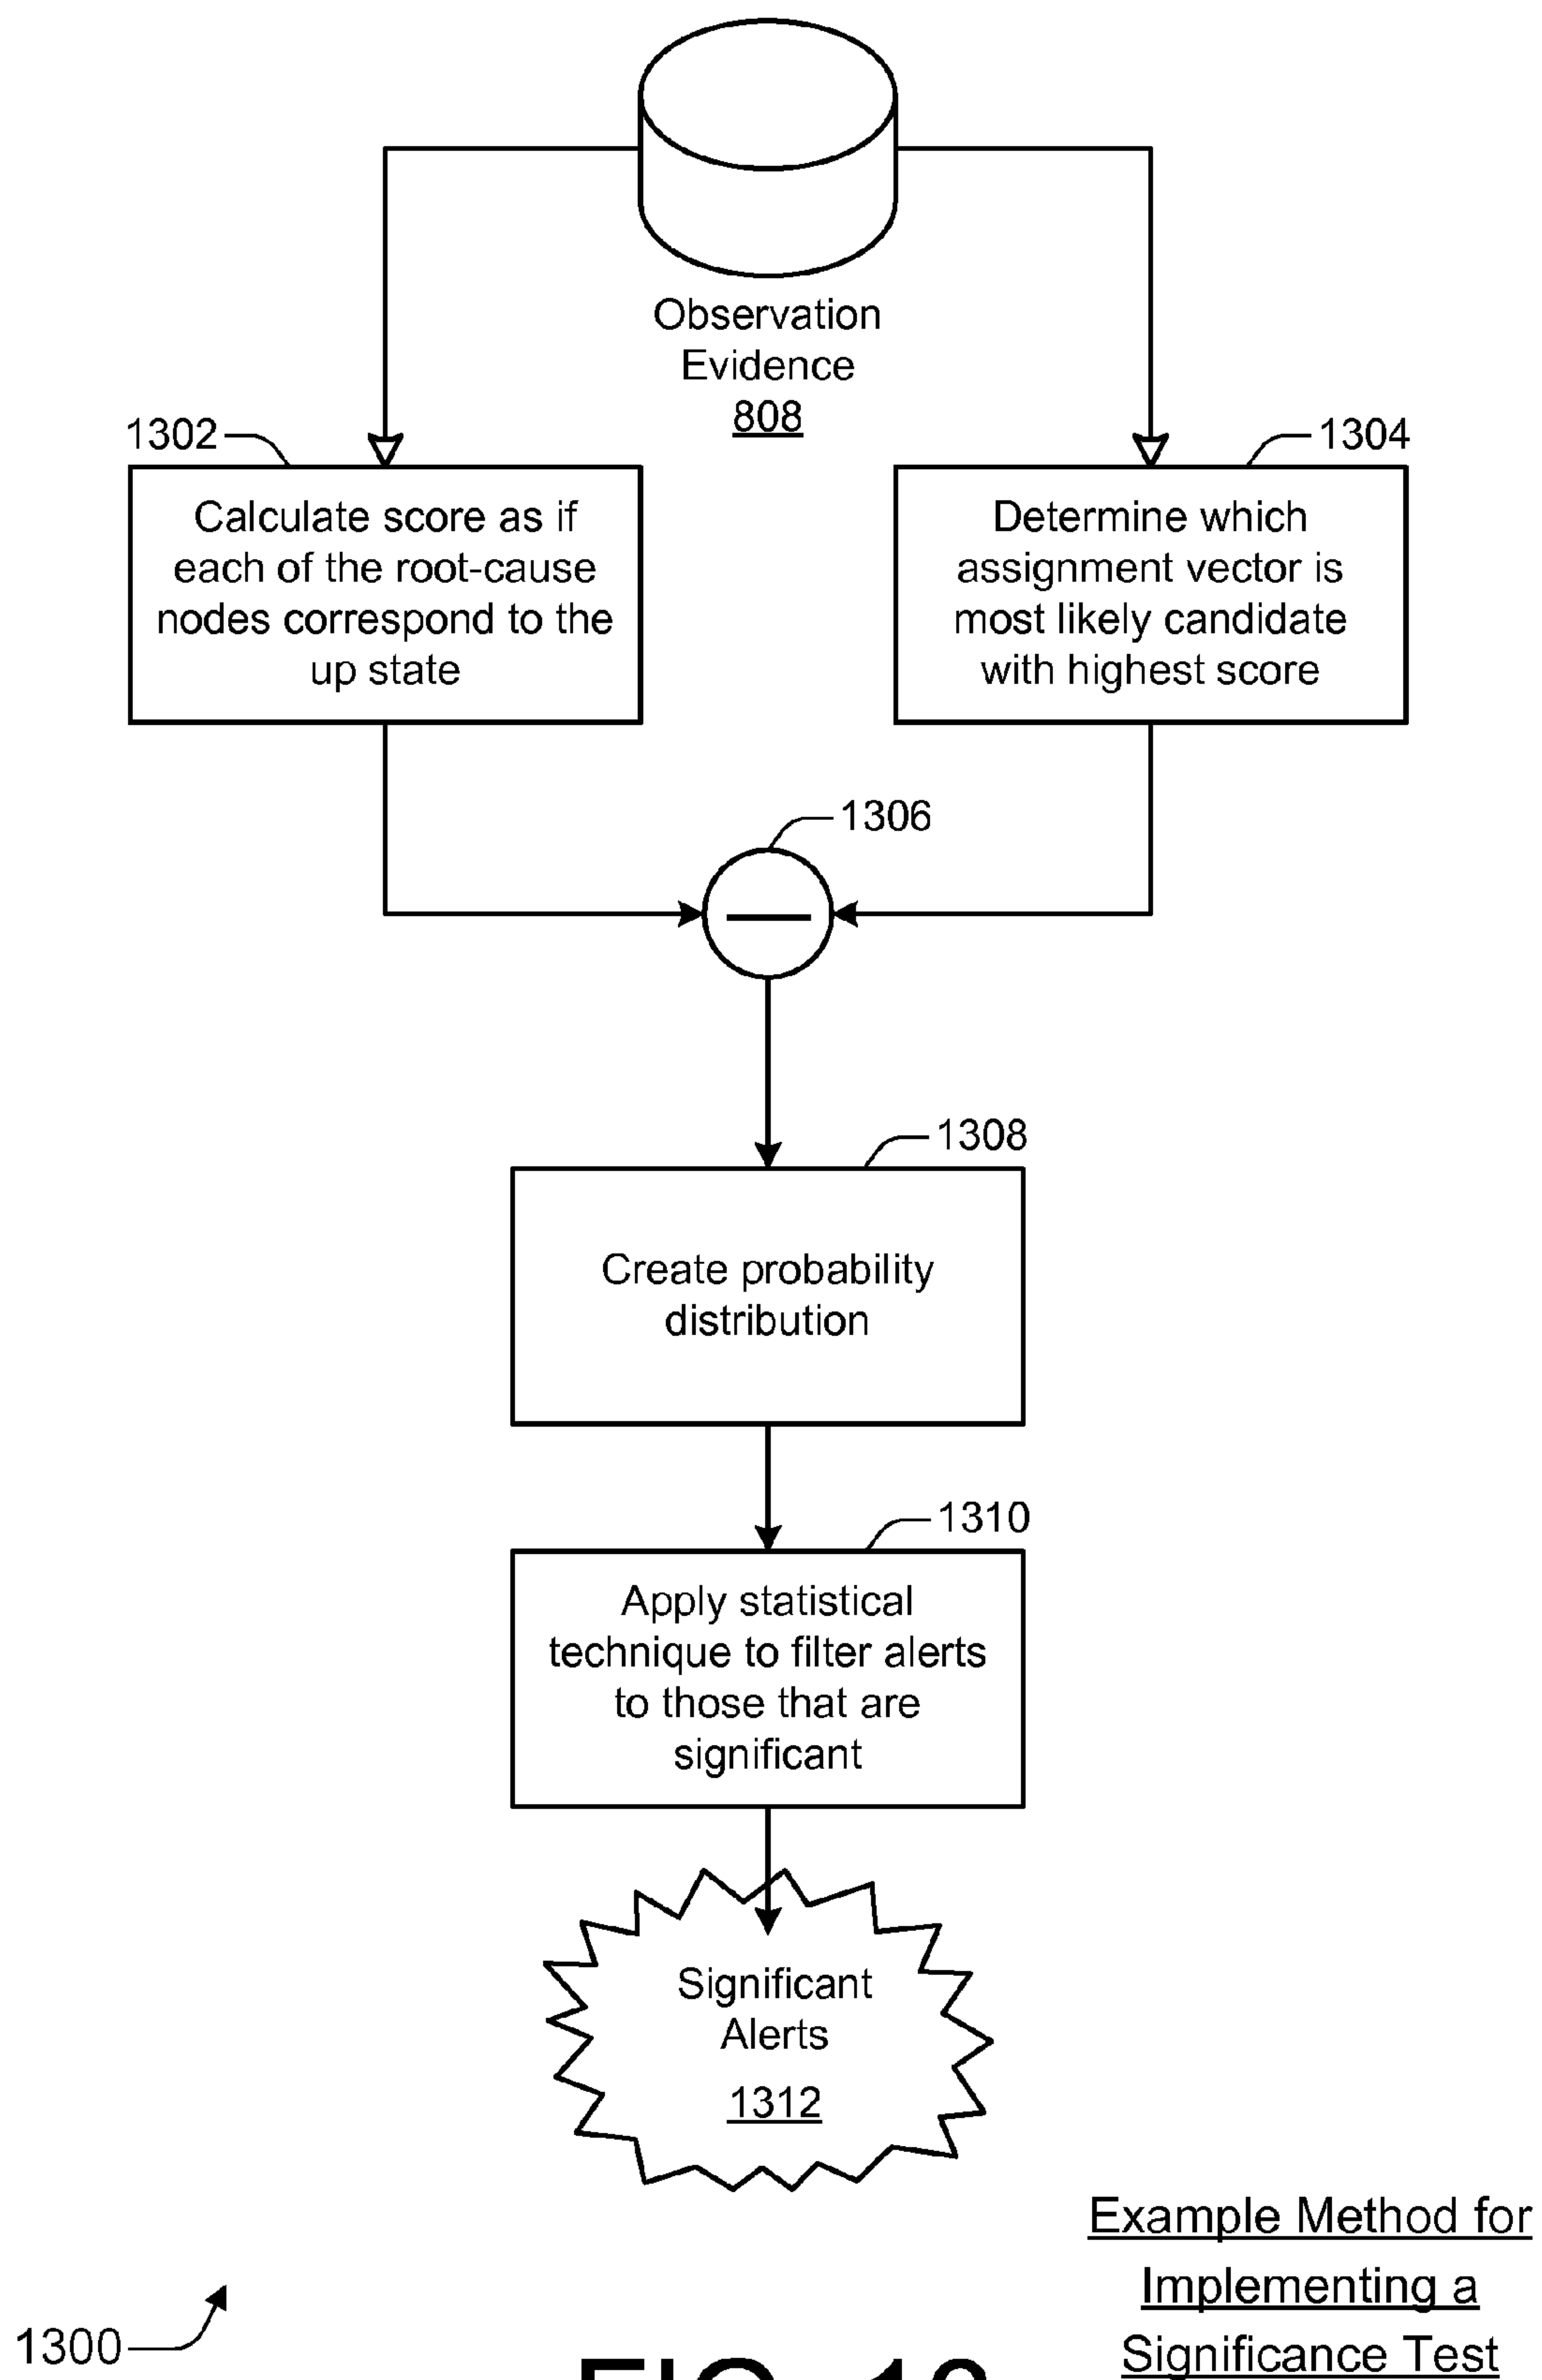 Observation
Evidence
808
1302
1304
Calculate score as if
each of the root-cause
nodes correspond to the
up state
Determine which
assignment vector is
most likely candidate
with highest score
1306
1308
Create probability
distribution
1310
Apply statistical
technique to filter alerts
to those that are
significant
Significant
Alerts
1312
Example Method for
Implementing a
Significance Test
1300
FIG.